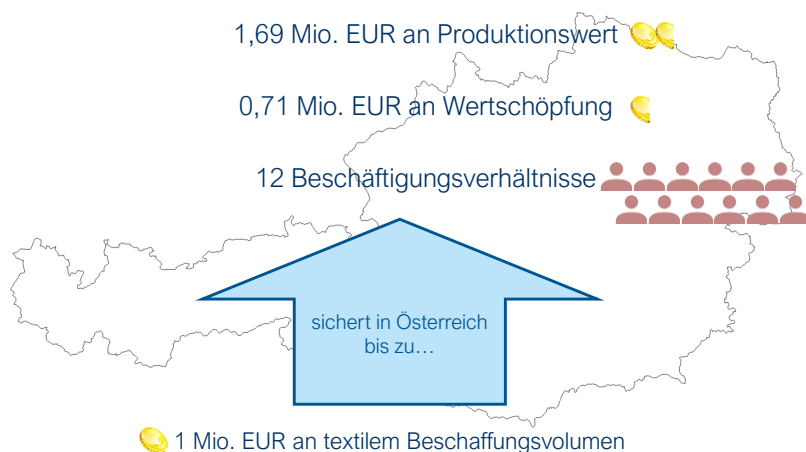 1,69 Mio. EUR an Produktionswert
0,71 Mio. EUR an Wertschöpfung
12 Beschäftigungsverhältnisse
sichert in Österreich
bis zu...
1 Mio. EUR an textilem Beschaffungsvolumen